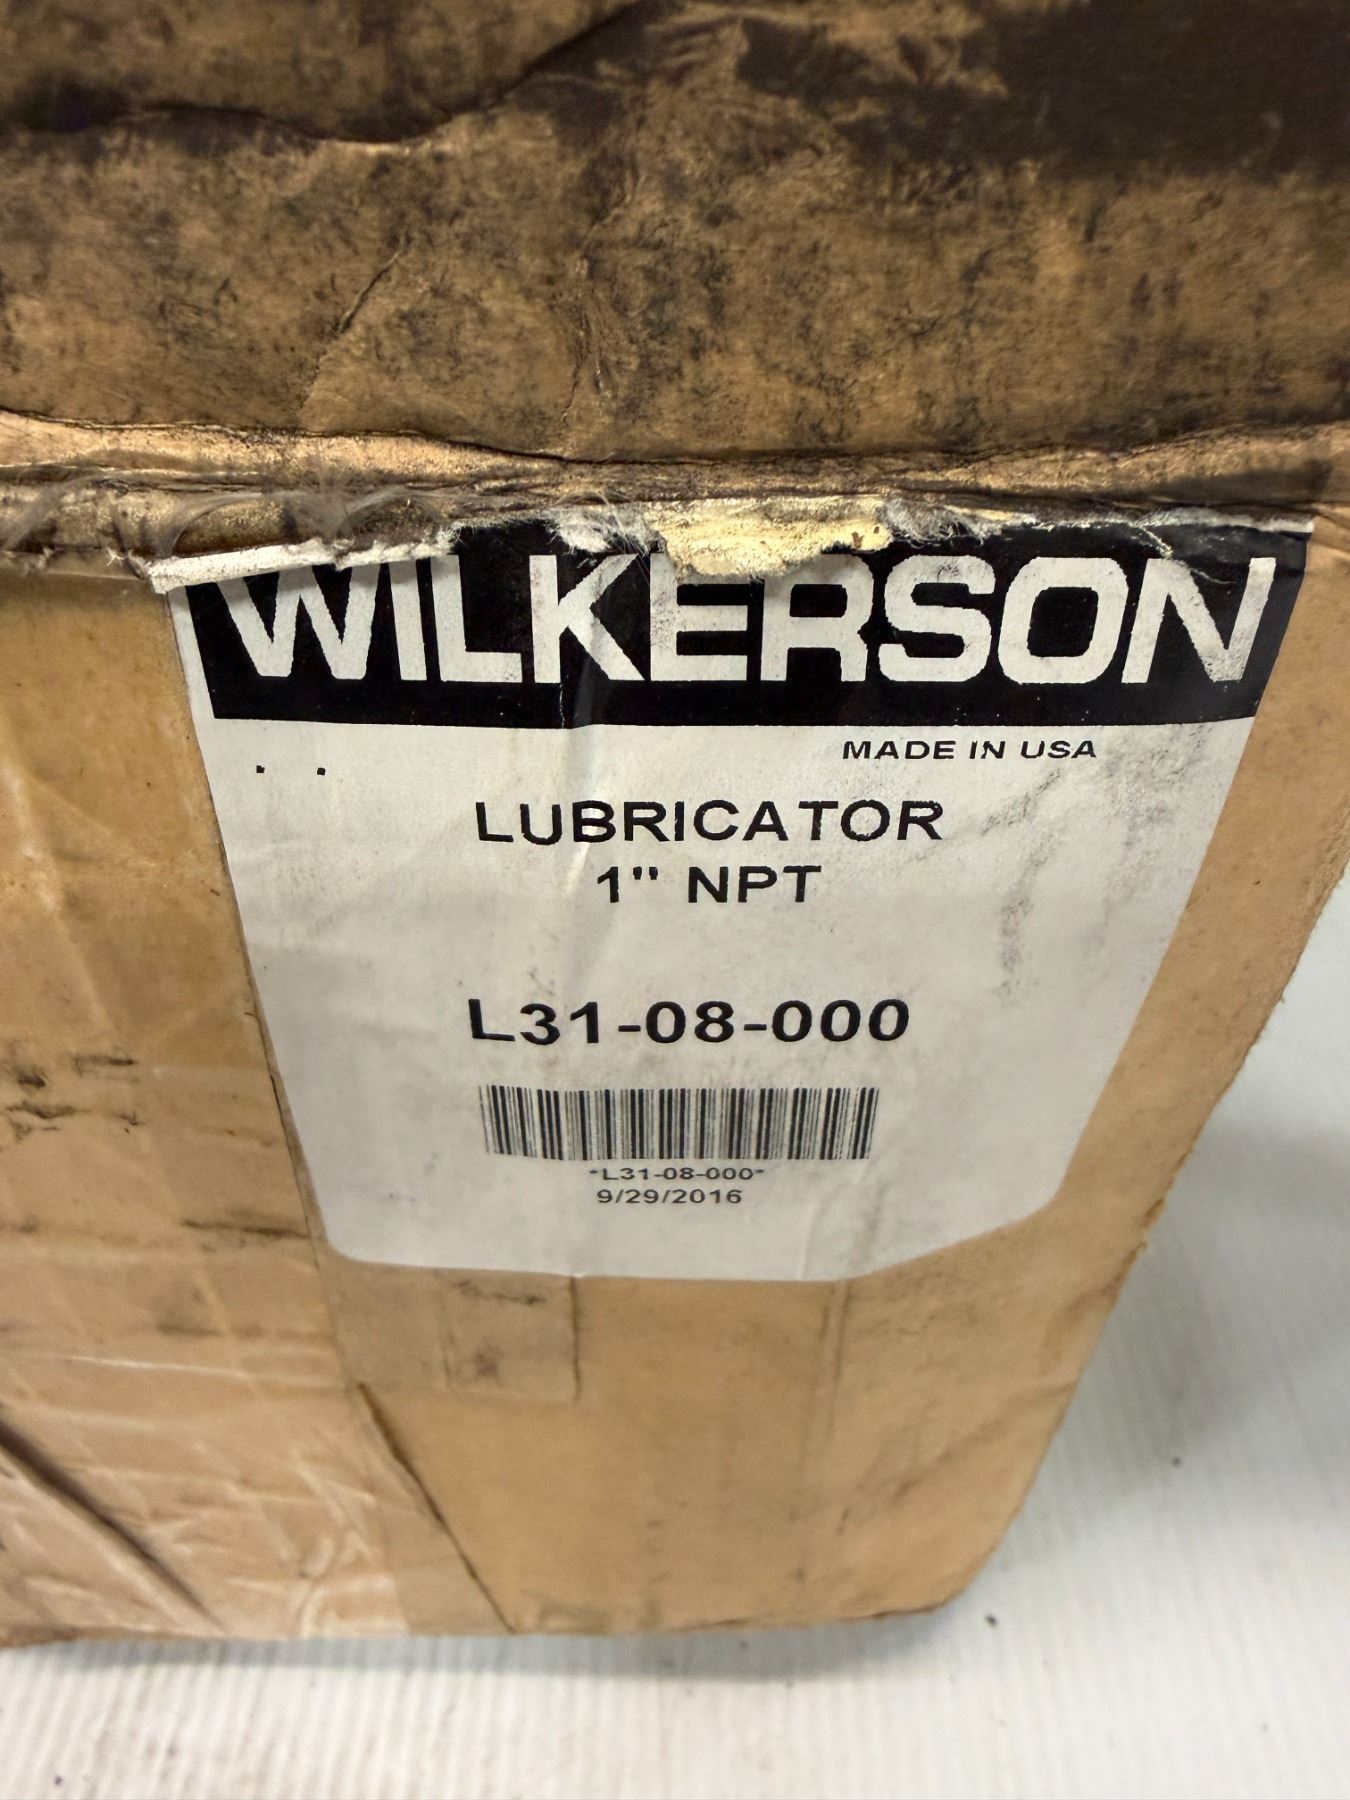 WILKERSON
MADE IN USA
LUBRICATOR
1" NPT
L31-08-000
*L31-08-000*
9/29/2016